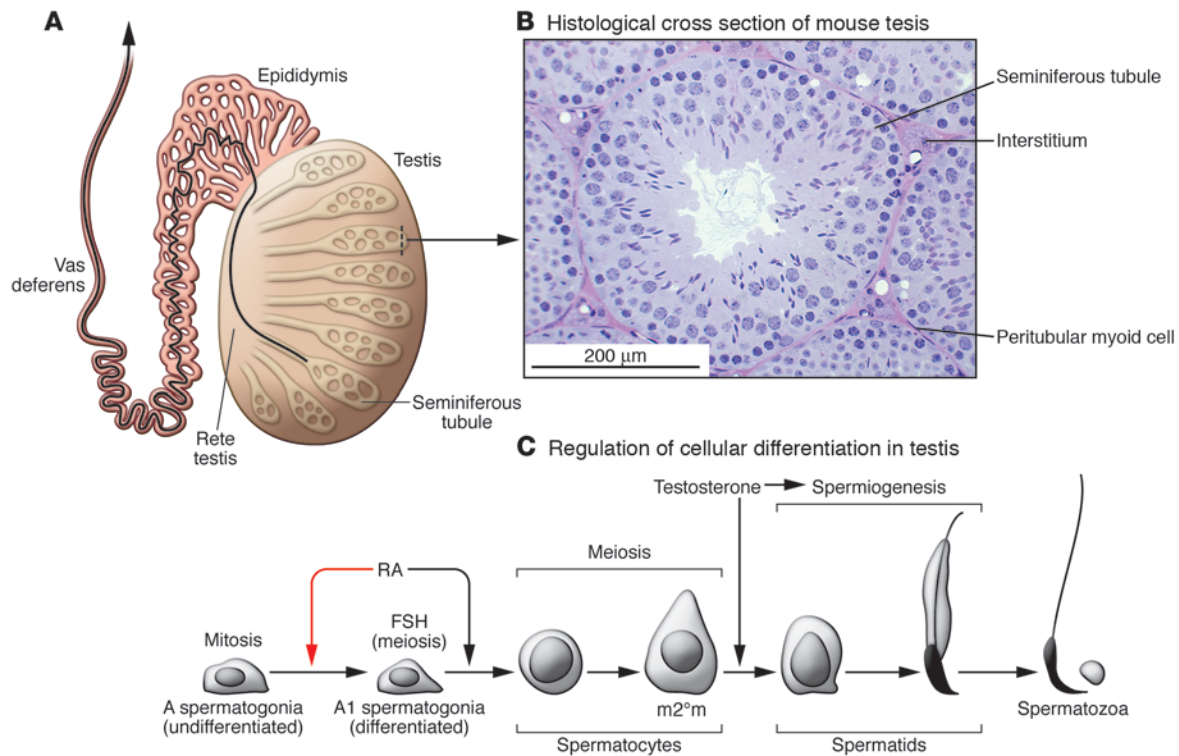 A
Epididymis
Testis
Vas
deferens
Rete
testis
Seminiferous
tubule
B Histological cross section of mouse testis
Seminiferous tubule
Interstitium
Peritubular myoid cell
200 μm
C Regulation of cellular differentiation in testis
Testosterone
Spermiogenesis
Meiosis
RA
FSH
(meiosis)
Mitosis
A spermatogonia
(undifferentiated)
A1 spermatogonia
(differentiated)
m2°m
Spermatocytes
Spermatids
Spermatozoa